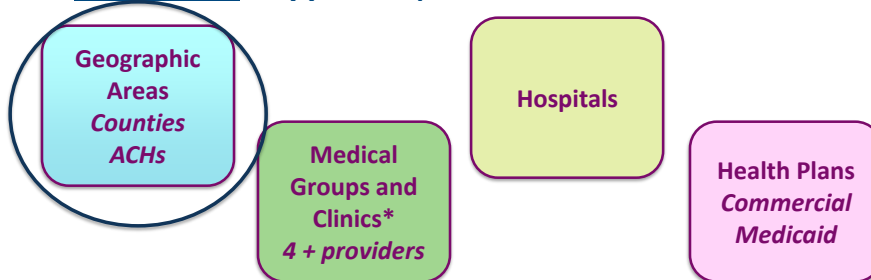 Geographic
Areas
Counties
ACHs
Hospitals
Medical
Groups and
Clinics*
4 + providers
Health Plans
Commercial
Medicaid